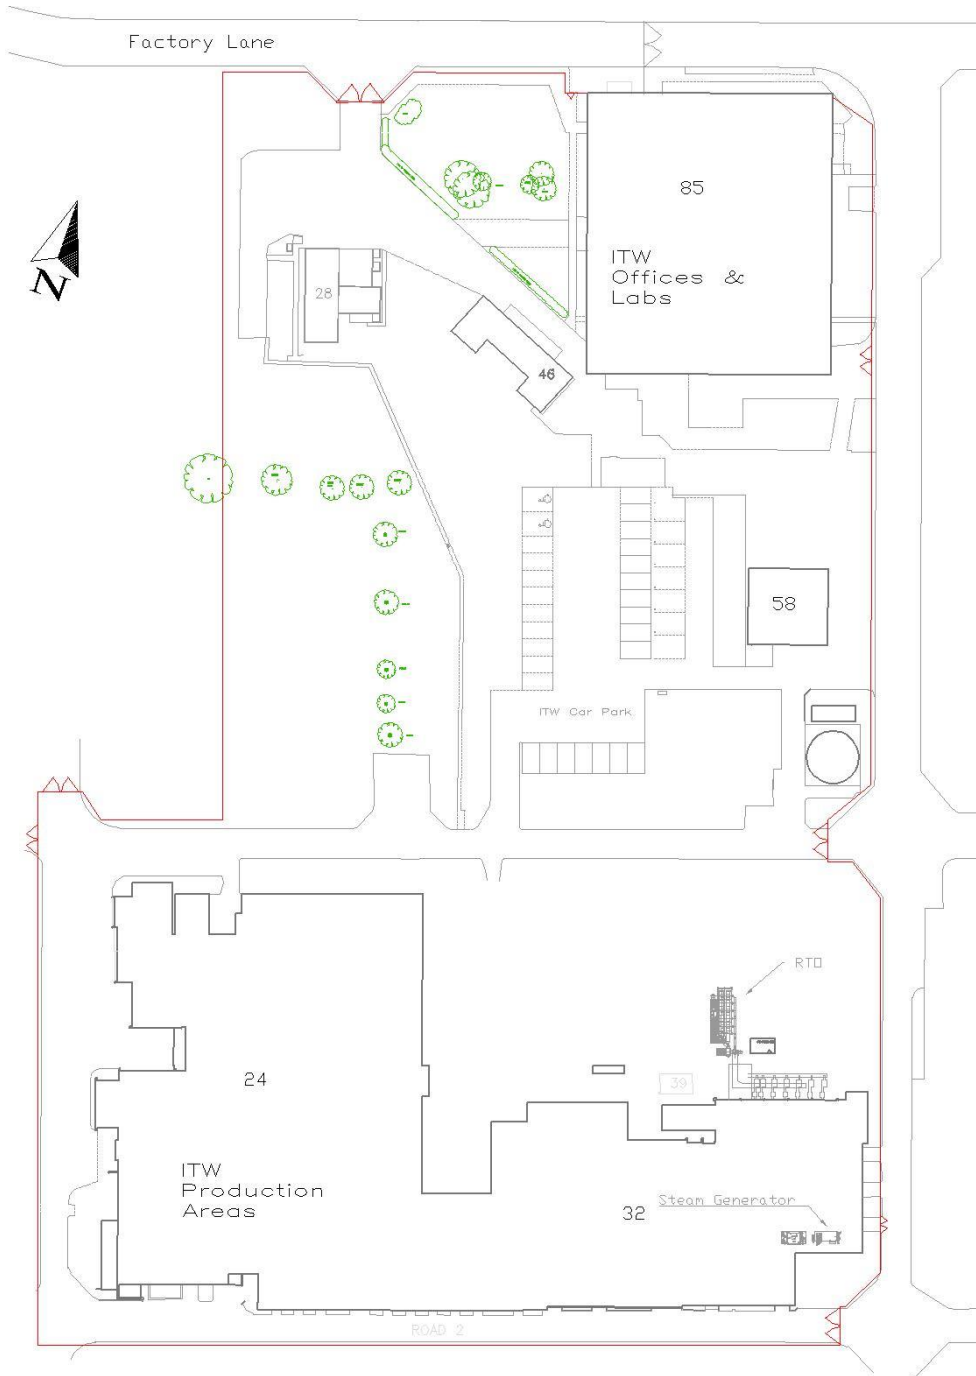 Factory Lane
85
ITW
Offices &
Labs
N
28
46
58
ITW Car Park
RTO
39
24
ITW
Production
Areas
Steam Generator
32
ROAD 2